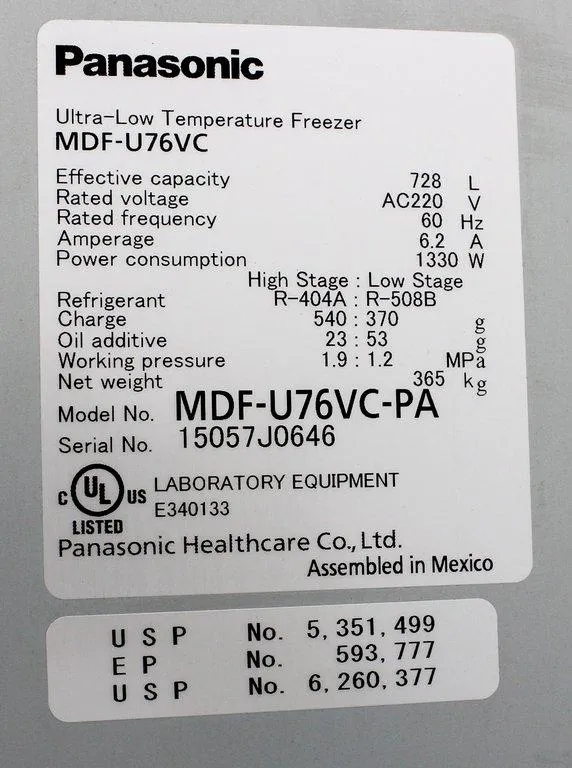 Panasonic
Ultra-Low Temperature Freezer
MDF-U76VC
Effective capacity 728 L
Rated voltage AC220 V
Rated frequency 60 Hz
Amperage 6.2 A
Power consumption 1330 W
High Stage : Low Stage
Refrigerant R-404A : R-508B
Charge 540 : 370 g
Oil additive 23 : 53 g
Working pressure 1.9 : 1.2 MPa
Net weight 365 kg
Model No. MDF-U76VC-PA
Serial No. 15057J0646
C UL US LISTED
LABORATORY EQUIPMENT
E340133
Panasonic Healthcare Co., Ltd.
Assembled in Mexico
USP No. 5,351,499
EP No. 593,777
USP No. 6,260,377